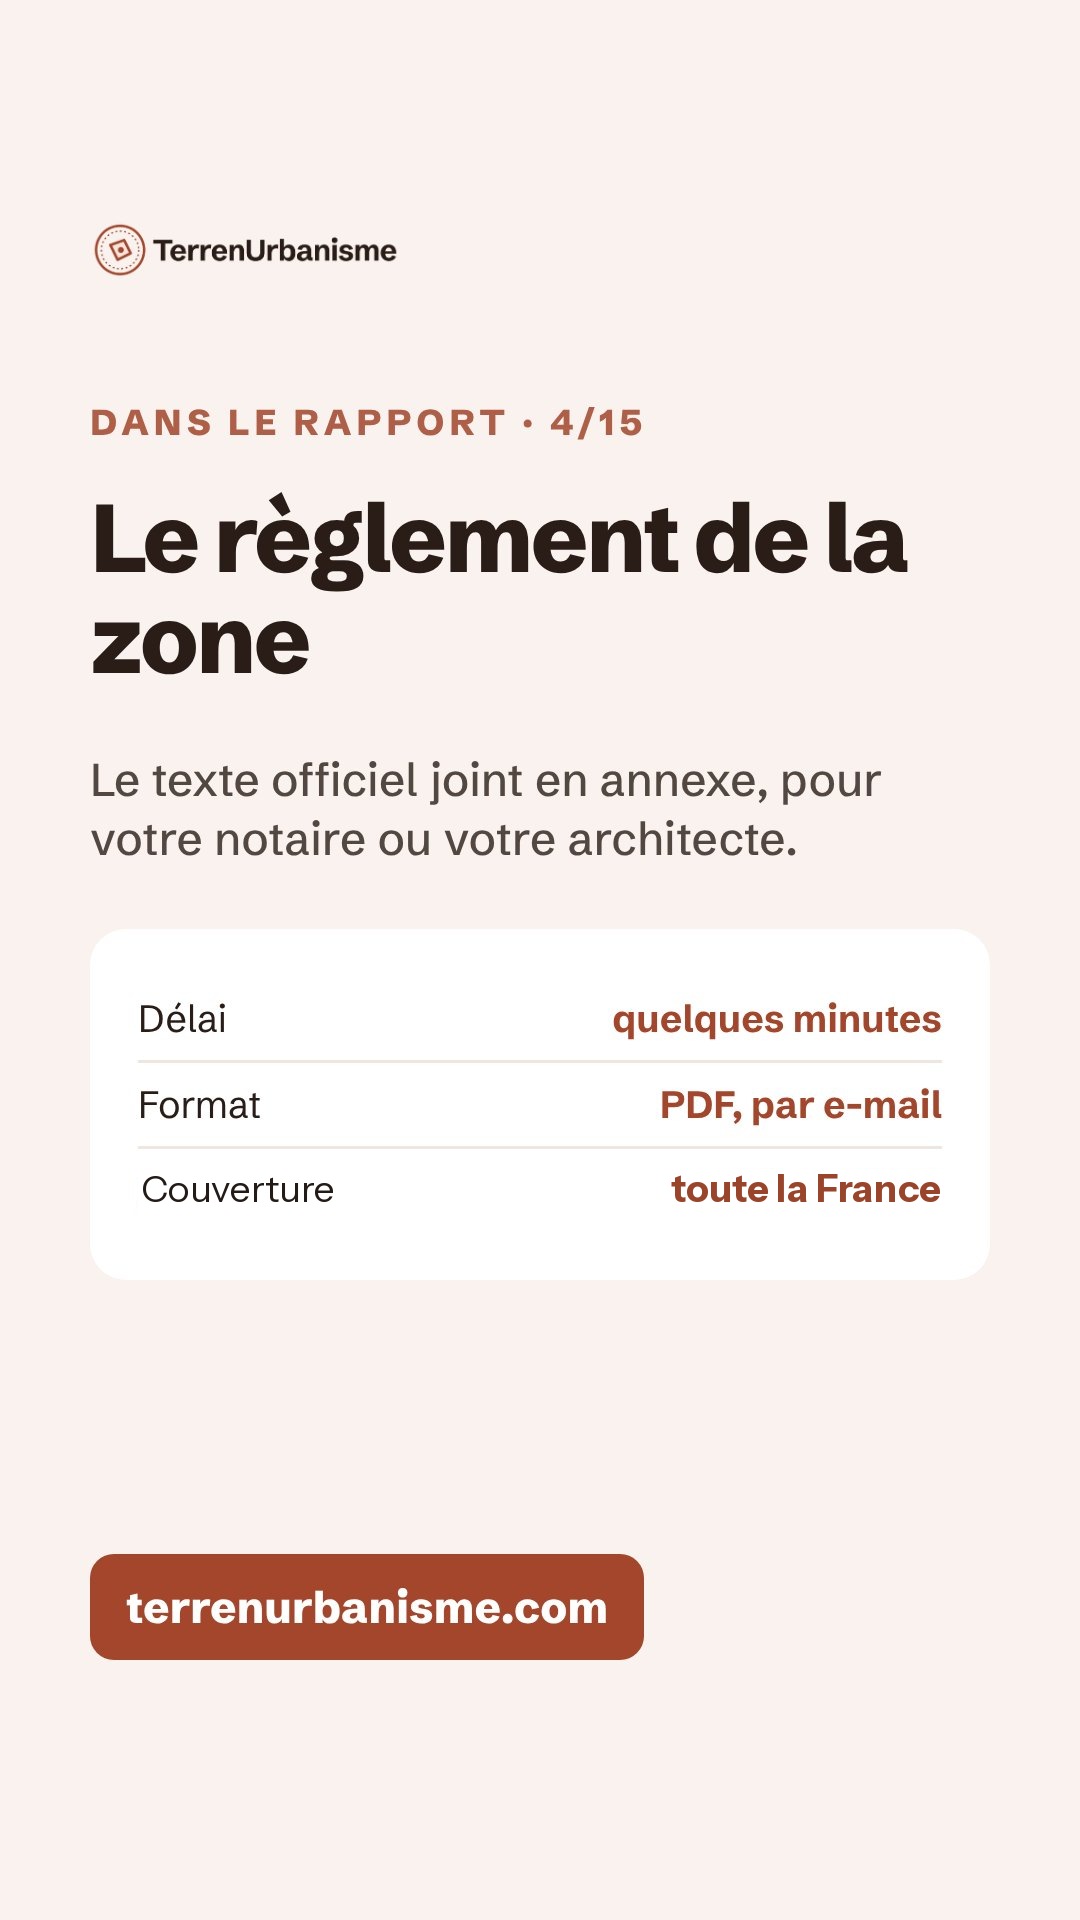 TerrenUrbanisme
DANS LE RAPPORT · 4/15
Le règlement de la
zone
Le texte officiel joint en annexe, pour
votre notaire ou votre architecte.
Délai quelques minutes
Format PDF, par e-mail
Couverture toute la France
terrenurbanisme.com